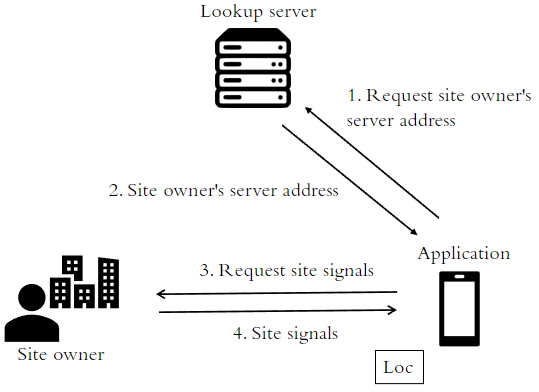 Lookup server
1. Request site owner's
server address
2. Site owner's server address
Application
3. Request site signals
4. Site signals
Site owner
Loc